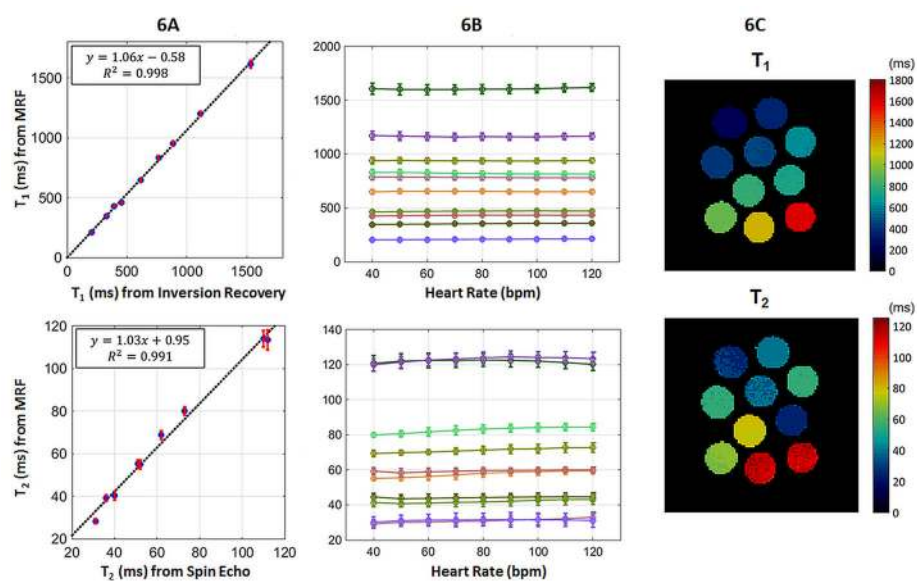 6A 6B 6C
y = 1.06x − 0.58
R² = 0.998
T₁ (ms) from MRF
1500
1000
500
0
0 500 1000 1500
T₁ (ms) from Inversion Recovery
2000
1500
1000
500
0
40 60 80 100 120
Heart Rate (bpm)
T₁
(ms)
1800
1600
1400
1200
1000
800
600
400
200
0
y = 1.03x + 0.95
R² = 0.991
T₂ (ms) from MRF
120
100
80
60
40
20 40 60 80 100 120
T₂ (ms) from Spin Echo
140
120
100
80
60
40
20
40 60 80 100 120
Heart Rate (bpm)
T₂
(ms)
120
100
80
60
40
20
0